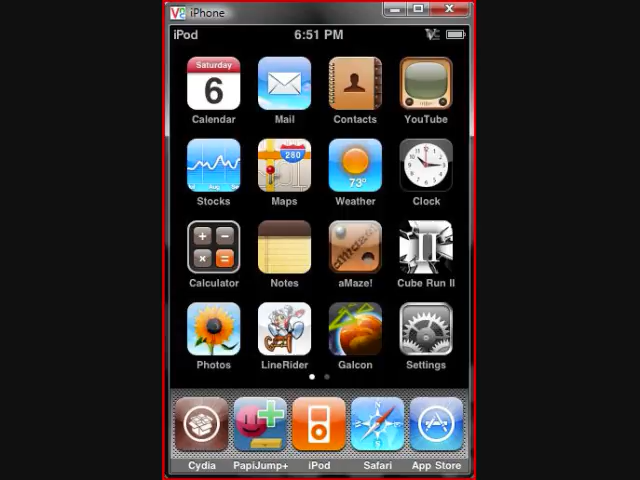 V2 iPhone
iPod 6:51 PM
Saturday
6
280
73°
Calendar Mail Contacts YouTube
Stocks Maps Weather Clock
Calculator Notes aMaze! Cube Run II
Photos LineRider Galcon Settings
Cydia PapiJump+ iPod Safari App Store